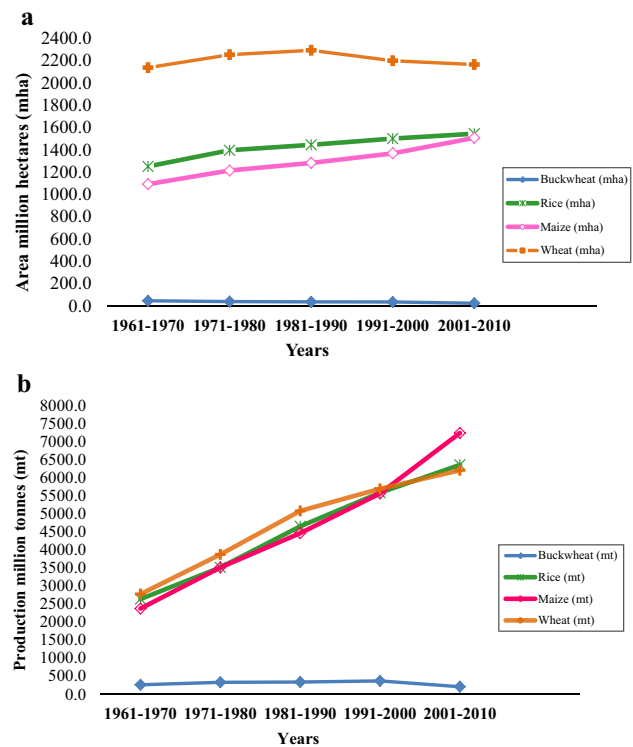 a
Area million hectares (mha)
2400.0
2200.0
2000.0
1800.0
1600.0
1400.0
1200.0
1000.0
800.0
600.0
400.0
200.0
0.0
1961-1970 1971-1980 1981-1990 1991-2000 2001-2010
Years
Buckwheat (mha)
Rice (mha)
Maize (mha)
Wheat (mha)
b
Production million tonnes (mt)
8000.0
7500.0
7000.0
6500.0
6000.0
5500.0
5000.0
4500.0
4000.0
3500.0
3000.0
2500.0
2000.0
1500.0
1000.0
500.0
0.0
1961-1970 1971-1980 1981-1990 1991-2000 2001-2010
Years
Buckwheat (mt)
Rice (mt)
Maize (mt)
Wheat (mt)